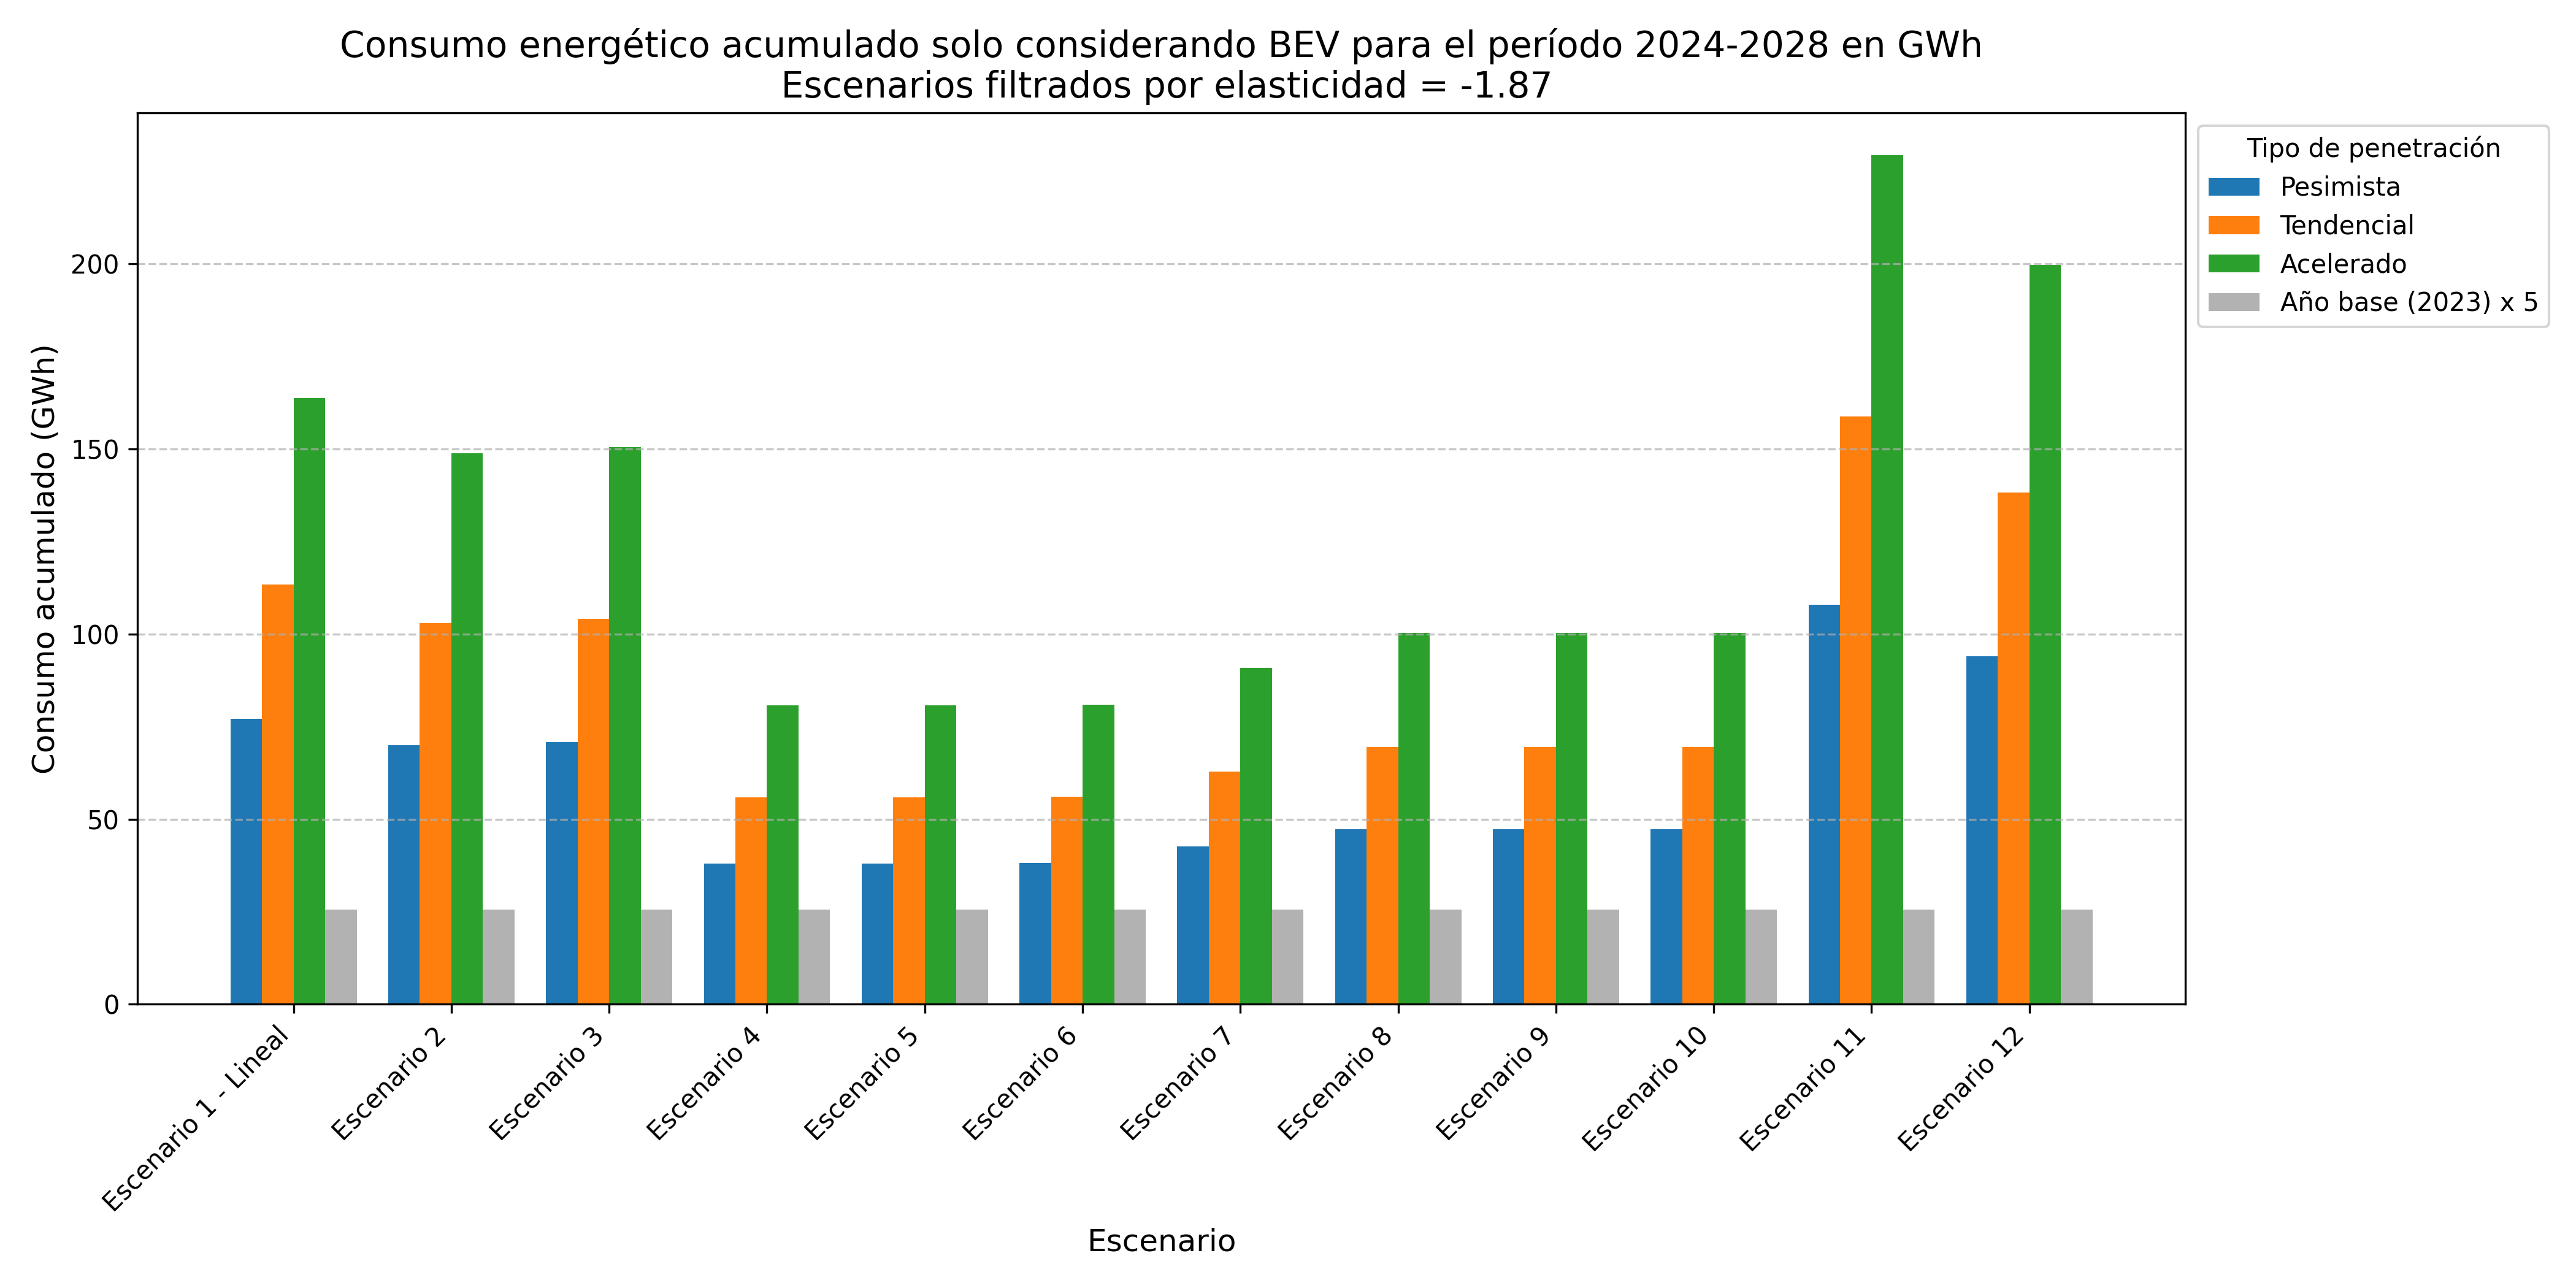 Consumo energético acumulado solo considerando BEV para el período 2024-2028 en GWh
Escenarios filtrados por elasticidad = -1.87
Tipo de penetración
Pesimista
Tendencial
Acelerado
Año base (2023) x 5
Consumo acumulado (GWh)
200
150
100
50
0
Escenario 1 - Lineal
Escenario 2
Escenario 3
Escenario 4
Escenario 5
Escenario 6
Escenario 7
Escenario 8
Escenario 9
Escenario 10
Escenario 11
Escenario 12
Escenario